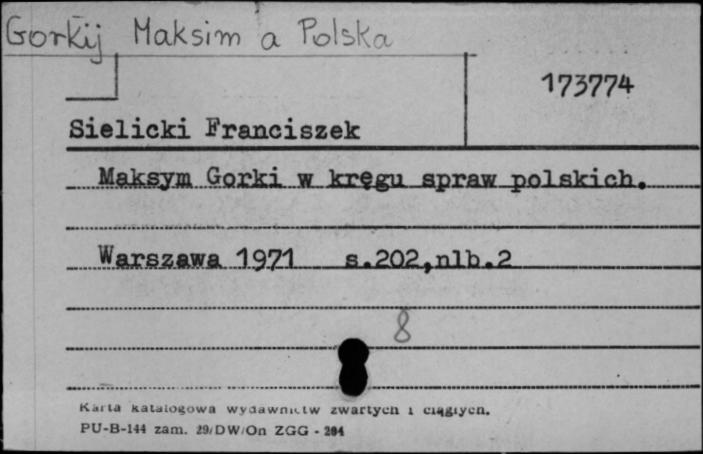 Gorkij Maksim a Polska
173774
Sielicki Franciszek
Maksym Gorki w kręgu spraw polskich.
Warszawa 1971 s.202,nlb.2
8
Karta katalogowa wydawnictw zwartych i ciągłych.
PU-B-144 zam. 29/DW/On ZGG - 284